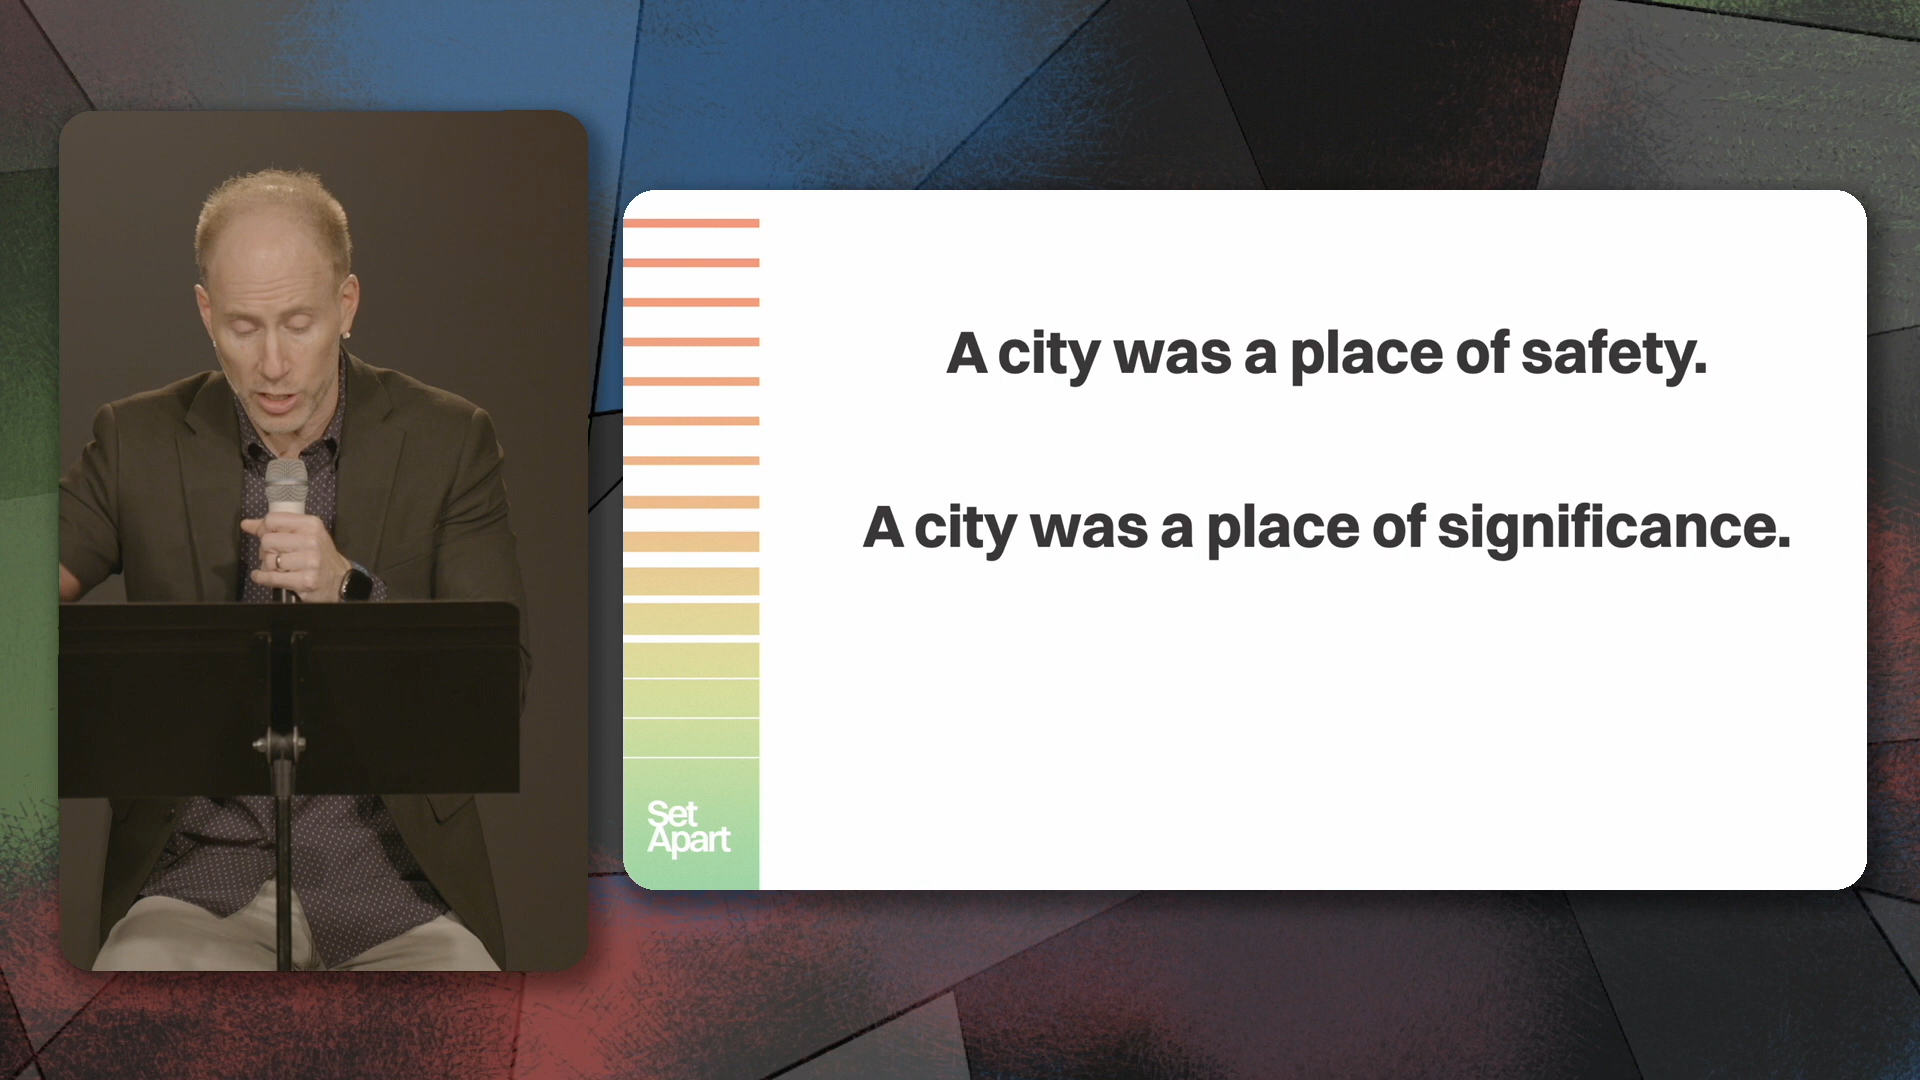 A city was a place of safety.
A city was a place of significance.
Set
Apart